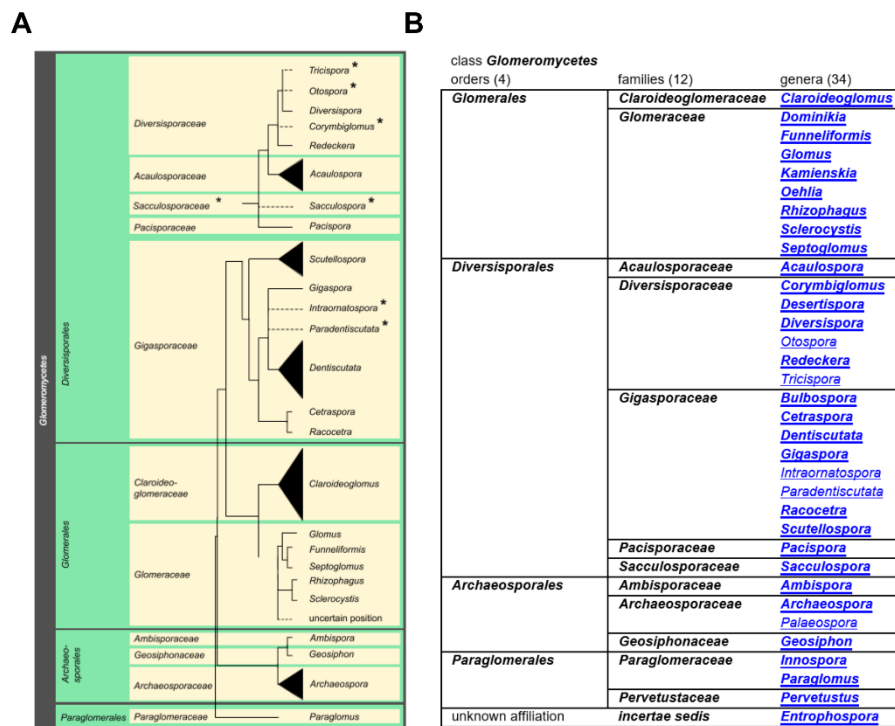 A
Glomeromycetes
Diversisporales
Diversisporaceae
Tricispora *
Otospora *
Diversispora
Corymbiglomus *
Redeckera
Acaulosporaceae
Acaulospora
Sacculosporaceae *
Sacculospora *
Pacisporaceae
Pacispora
Gigasporaceae
Scutellospora
Gigaspora
Intraornatospora *
Paradentiscutata *
Dentiscutata
Cetraspora
Racocetra
Glomerales
Claroideo-
glomeraceae
Claroideoglomus
Glomeraceae
Glomus
Funneliformis
Septoglomus
Rhizophagus
Sclerocystis
uncertain position
Archaeo-
sporales
Ambisporaceae
Ambispora
Geosiphonaceae
Geosiphon
Archaeosporaceae
Archaeospora
Paraglomerales
Paraglomeraceae
Paraglomus
B
class Glomeromycetes
orders (4) families (12) genera (34)
Glomerales Claroideoglomeraceae Claroideoglomus
Glomeraceae Dominikia
Funneliformis
Glomus
Kamienskia
Oehlia
Rhizophagus
Sclerocystis
Septoglomus
Diversisporales Acaulosporaceae Acaulospora
Diversisporaceae Corymbiglomus
Desertispora
Diversispora
Otospora
Redeckera
Tricispora
Gigasporaceae Bulbospora
Cetraspora
Dentiscutata
Gigaspora
Intraornatospora
Paradentiscutata
Racocetra
Scutellospora
Pacisporaceae Pacispora
Sacculosporaceae Sacculospora
Archaeosporales Ambisporaceae Ambispora
Archaeosporaceae Archaeospora
Palaeospora
Geosiphonaceae Geosiphon
Paraglomerales Paraglomeraceae Innospora
Paraglomus
Pervetustaceae Pervetustus
unknown affiliation incertae sedis Entrophospora